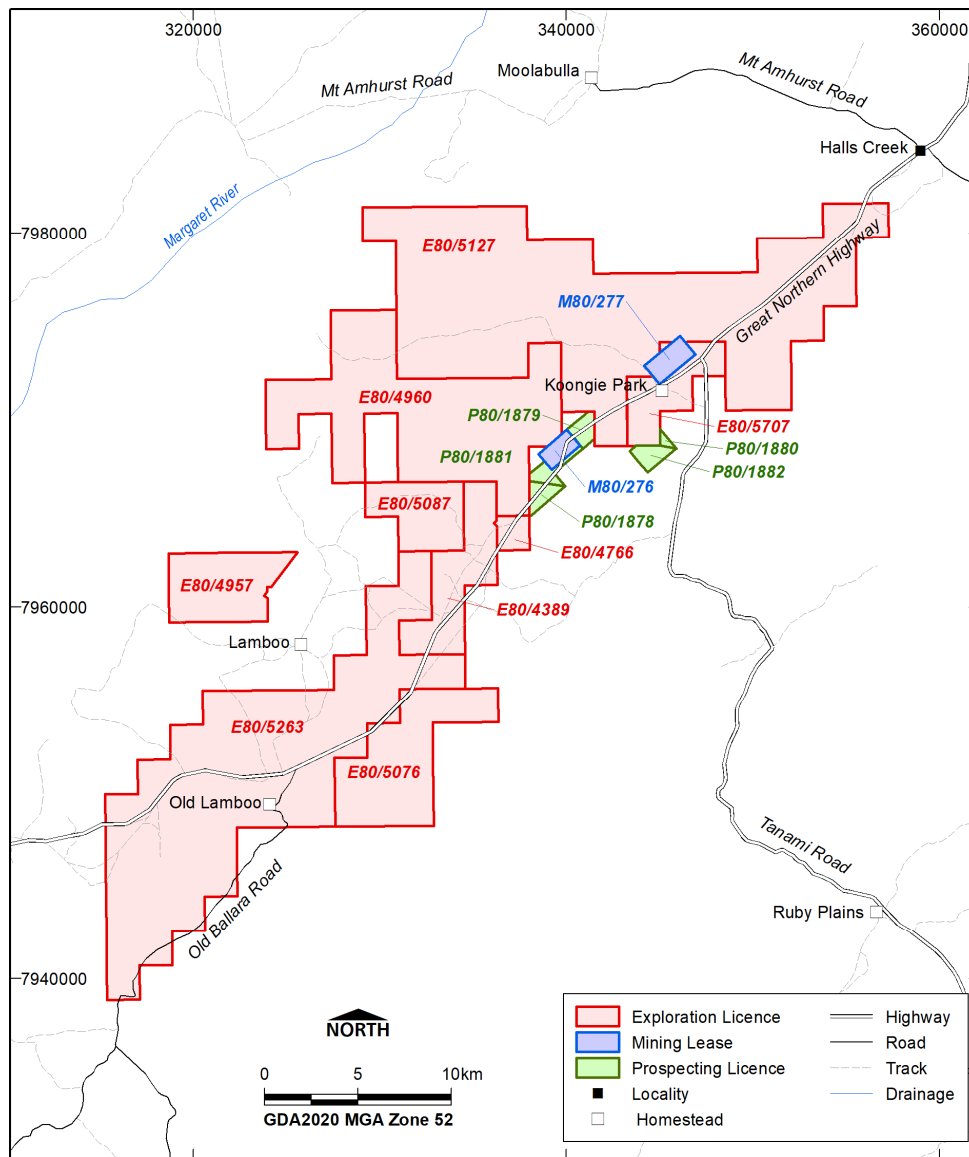 320000
340000
360000
Moolabulla
Mt Amhurst Road
Mt Amhurst Road
Halls Creek
Margaret River
7980000
E80/5127
Great Northern Highway
M80/277
Koongie Park
E80/4960
P80/1879
E80/5707
P80/1880
P80/1881
P80/1882
M80/276
E80/5087
P80/1878
E80/4766
E80/4957
7960000
E80/4389
Lamboo
E80/5263
E80/5076
Old Lamboo
Tanami Road
Old Ballara Road
Ruby Plains
7940000
NORTH
0 5 10km
GDA2020 MGA Zone 52
Exploration Licence
Mining Lease
Prospecting Licence
Locality
Homestead
Highway
Road
Track
Drainage